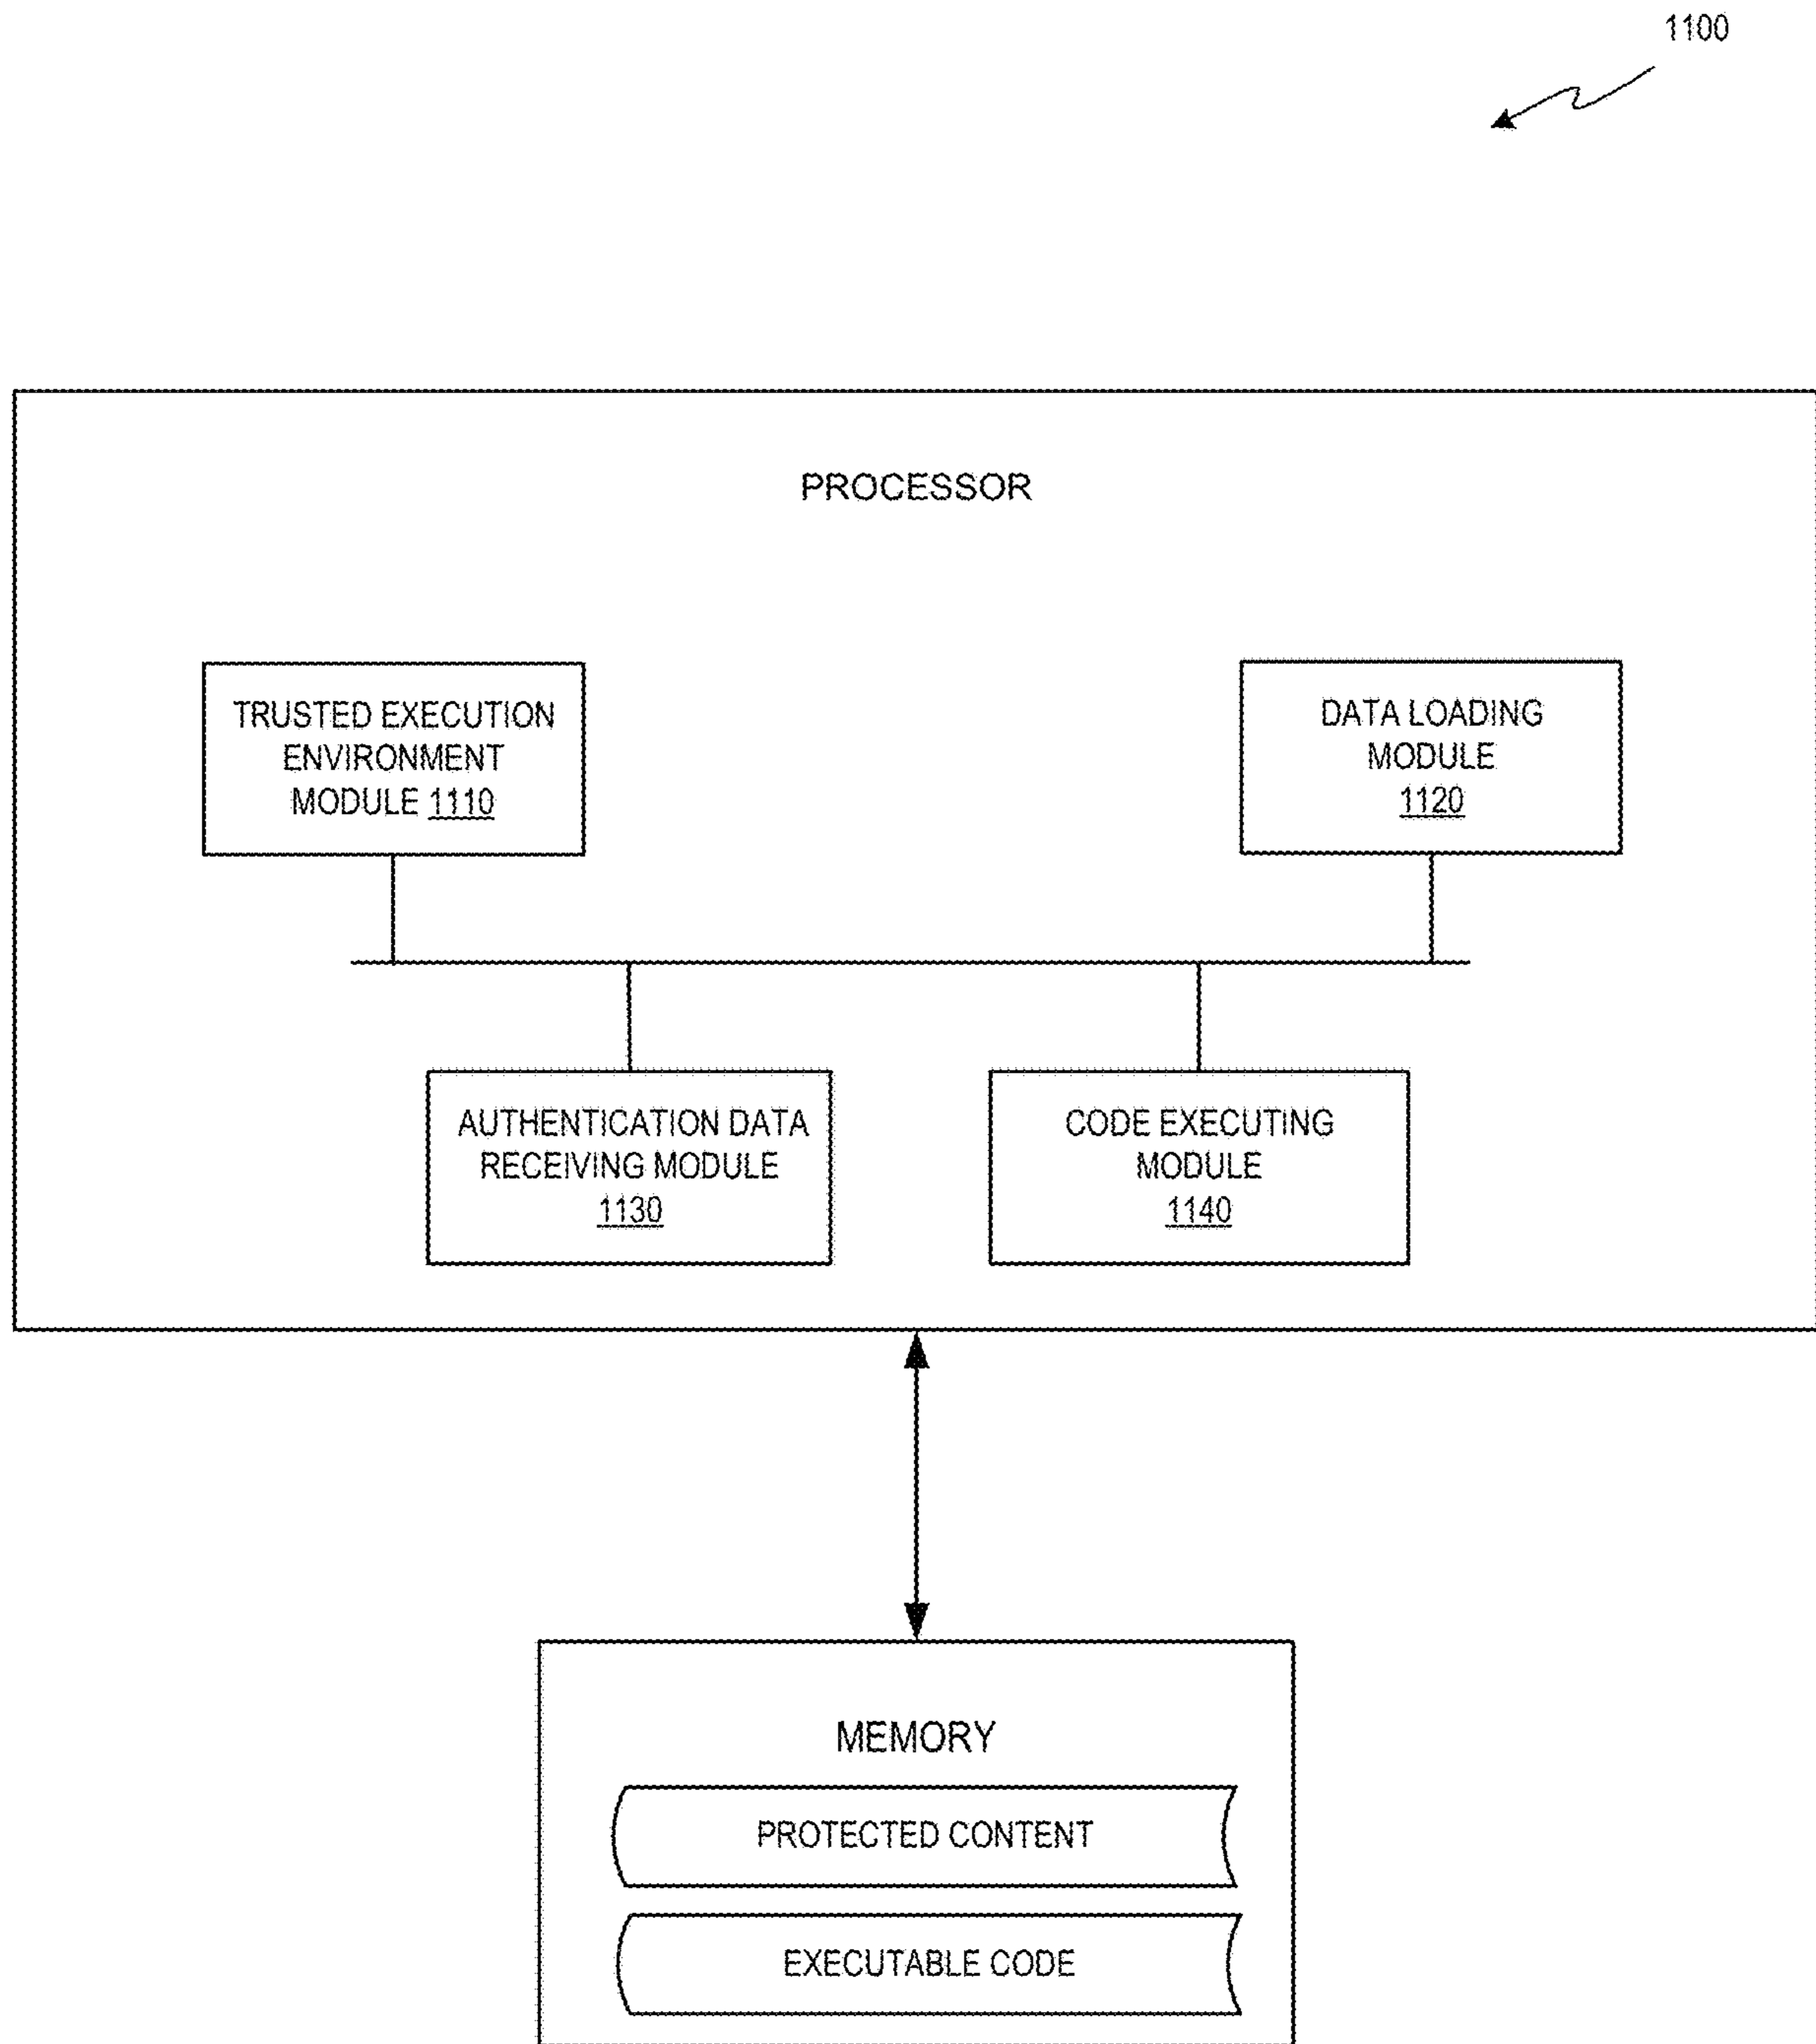 1100
PROCESSOR
TRUSTED EXECUTION
ENVIRONMENT
MODULE 1110
DATA LOADING
MODULE
1120
AUTHENTICATION DATA
RECEIVING MODULE
1130
CODE EXECUTING
MODULE
1140
MEMORY
PROTECTED CONTENT
EXECUTABLE CODE